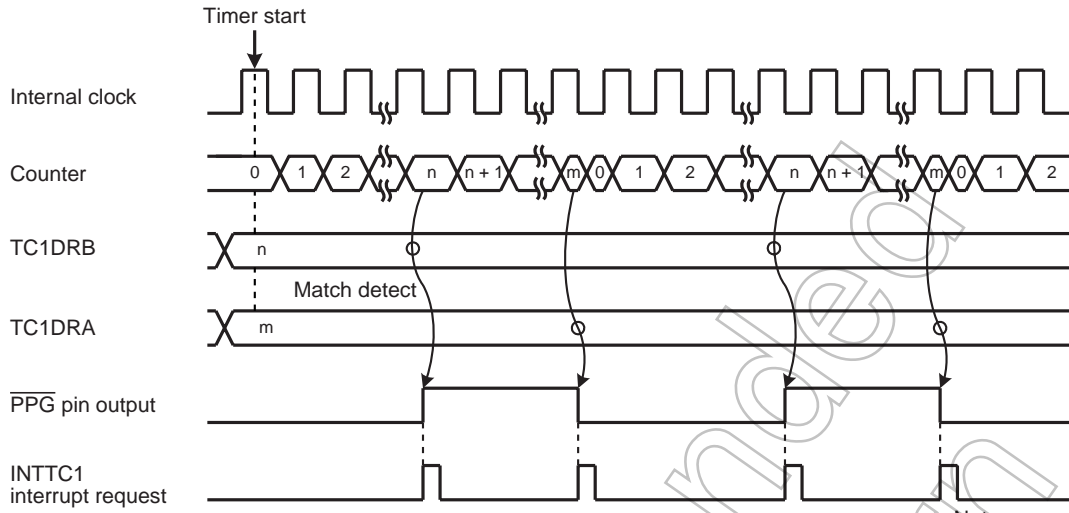 Timer start
Internal clock
Counter
0 1 2 n n + 1 m 0 1 2 n n + 1 m 0 1 2
TC1DRB
n
Match detect
TC1DRA
m
PPG pin output
INTTC1
interrupt request